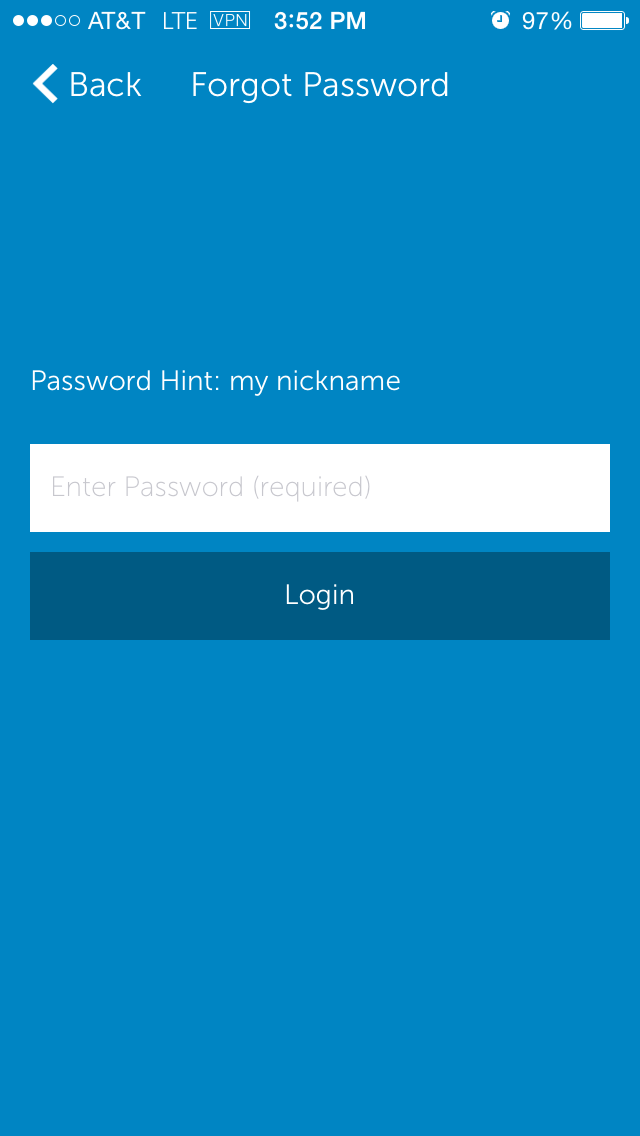 AT&T LTE VPN 3:52 PM 97%
Back Forgot Password
Password Hint: my nickname
Enter Password (required)
Login